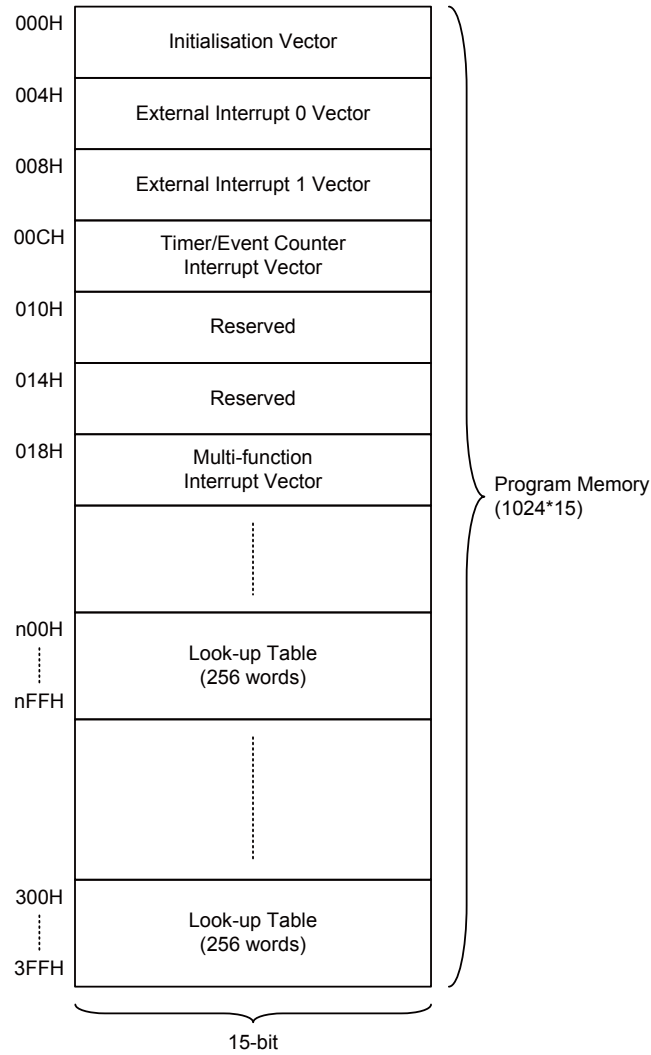 000H
Initialisation Vector
004H
External Interrupt 0 Vector
008H
External Interrupt 1 Vector
00CH
Timer/Event Counter
Interrupt Vector
010H
Reserved
014H
Reserved
018H
Multi-function
Interrupt Vector
Program Memory
(1024*15)
n00H
Look-up Table
(256 words)
nFFH
300H
Look-up Table
(256 words)
3FFH
15-bit